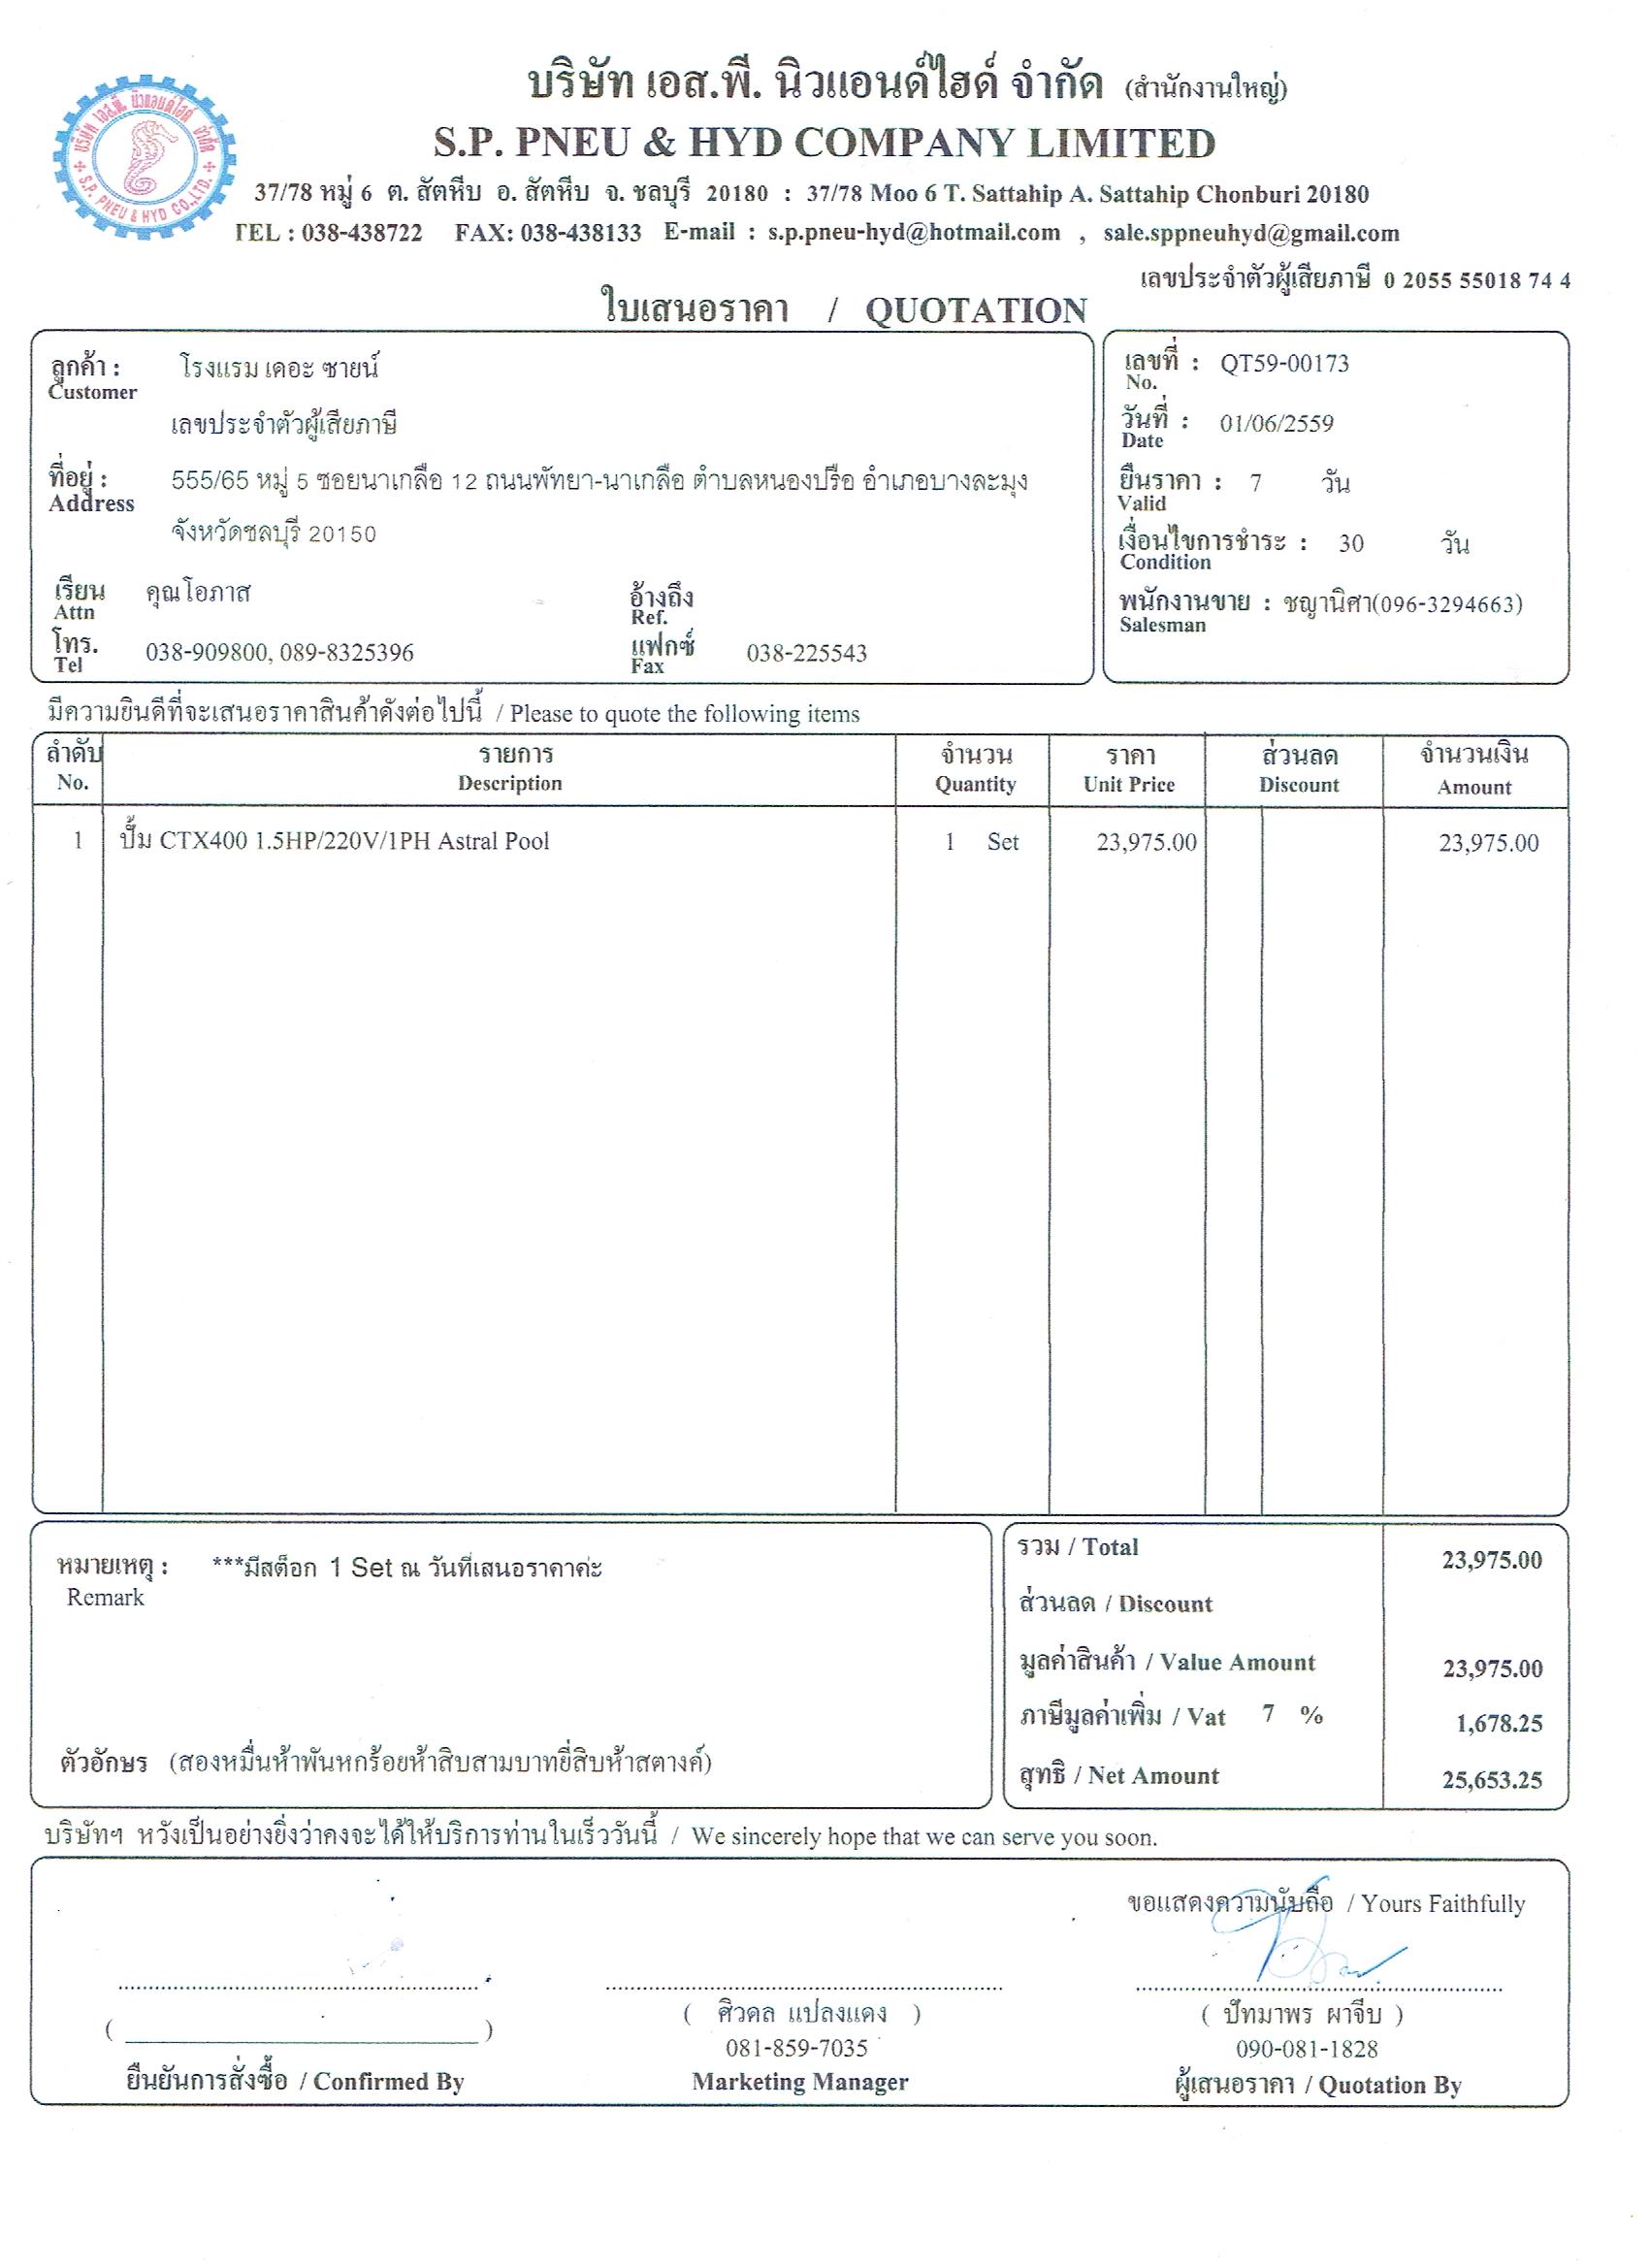 บริษัท เอส.พี. นิวแอนด์ไฮด์ จำกัด (สำนักงานใหญ่)
S.P. PNEU & HYD COMPANY LIMITED
37/78 หมู่ 6 ต. สัตหีบ อ. สัตหีบ จ. ชลบุรี 20180 : 37/78 Moo 6 T. Sattahip A. Sattahip Chonburi 20180
TEL : 038-438722 FAX: 038-438133 E-mail : s.p.pneu-hyd@hotmail.com , sale.sppneuhyd@gmail.com
บริษัท เอส.พี. นิวแอนด์ไฮด์ จำกัด
S.P. PNEU & HYD CO.,LTD.
เลขประจำตัวผู้เสียภาษี 0 2055 55018 74 4
ใบเสนอราคา / QUOTATION
ลูกค้า : โรงแรม เดอะ ซายน์
Customer
เลขประจำตัวผู้เสียภาษี
ที่อยู่ : 555/65 หมู่ 5 ซอยนาเกลือ 12 ถนนพัทยา-นาเกลือ ตำบลหนองปรือ อำเภอบางละมุง
Address
จังหวัดชลบุรี 20150
เรียน คุณโอภาส อ้างถึง
Attn Ref.
โทร. 038-909800, 089-8325396 แฟกซ์ 038-225543
Tel Fax
เลขที่ : QT59-00173
No.
วันที่ : 01/06/2559
Date
ยืนราคา : 7 วัน
Valid
เงื่อนไขการชำระ : 30 วัน
Condition
พนักงานขาย : ชญานิศา(096-3294663)
Salesman
มีความยินดีที่จะเสนอราคาสินค้าดังต่อไปนี้ / Please to quote the following items
ลำดับ รายการ จำนวน ราคา ส่วนลด จำนวนเงิน
No. Description Quantity Unit Price Discount Amount
1 ปั๊ม CTX400 1.5HP/220V/1PH Astral Pool 1 Set 23,975.00 23,975.00
หมายเหตุ : ***มีสต็อก 1 Set ณ วันที่เสนอราคาค่ะ
Remark
ตัวอักษร (สองหมื่นห้าพันหกร้อยห้าสิบสามบาทยี่สิบห้าสตางค์)
รวม / Total 23,975.00
ส่วนลด / Discount
มูลค่าสินค้า / Value Amount 23,975.00
ภาษีมูลค่าเพิ่ม / Vat 7 % 1,678.25
สุทธิ / Net Amount 25,653.25
บริษัทฯ หวังเป็นอย่างยิ่งว่าคงจะได้ให้บริการท่านในเร็ววันนี้ / We sincerely hope that we can serve you soon.
ขอแสดงความนับถือ / Yours Faithfully
( ) ( ศิวดล แปลงแดง ) ( ปัทมาพร ผาจีบ )
081-859-7035 090-081-1828
ยืนยันการสั่งซื้อ / Confirmed By Marketing Manager ผู้เสนอราคา / Quotation By